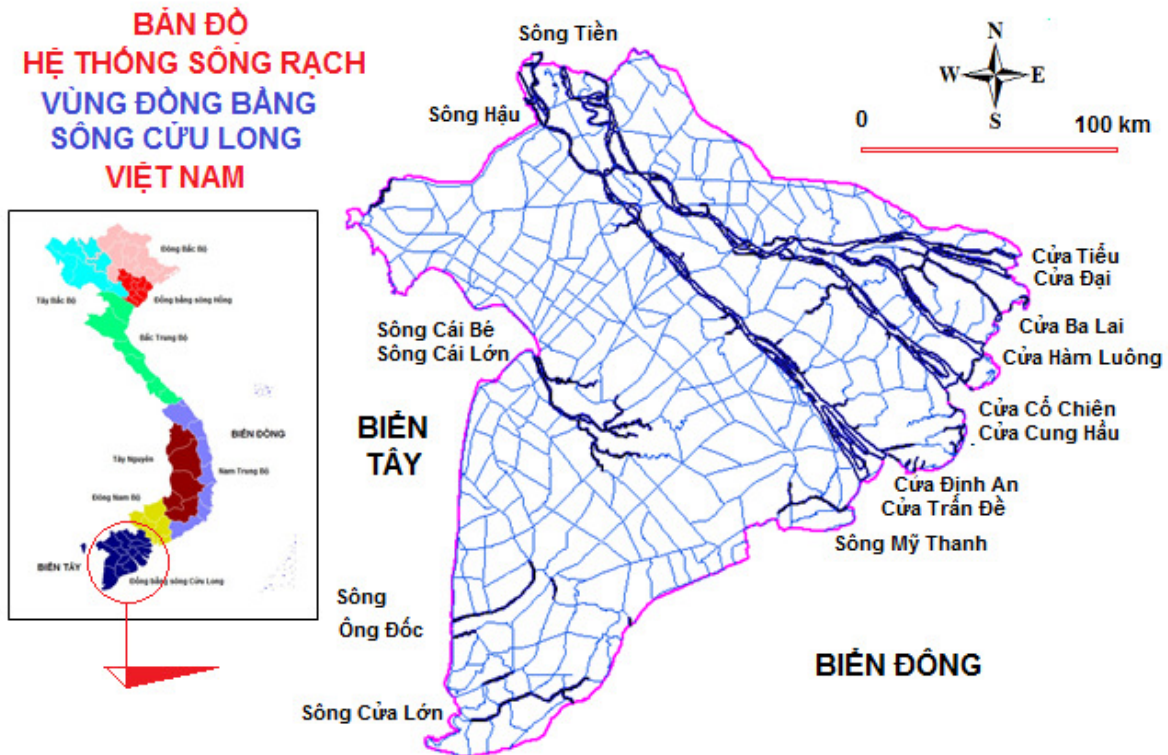 BẢN ĐỒ
HỆ THỐNG SÔNG RẠCH
VÙNG ĐỒNG BẰNG
SÔNG CỬU LONG
VIỆT NAM
Đông Bắc Bộ
Tây Bắc Bộ
Đồng bằng sông Hồng
Bắc Trung Bộ
BIỂN ĐÔNG
Tây Nguyên
Nam Trung Bộ
Đông Nam Bộ
BIỂN TÂY
Đồng bằng sông Cửu Long
Sông Tiền
Sông Hậu
N
W
E
S
0
100 km
Cửa Tiểu
Cửa Đại
Cửa Ba Lai
Cửa Hàm Luông
Cửa Cổ Chiên
Cửa Cung Hầu
Cửa Định An
Cửa Trấn Đề
Sông Mỹ Thanh
Sông Cái Bé
Sông Cái Lớn
BIỂN
TÂY
Sông
Ông Đốc
Sông Cửa Lớn
BIỂN ĐÔNG